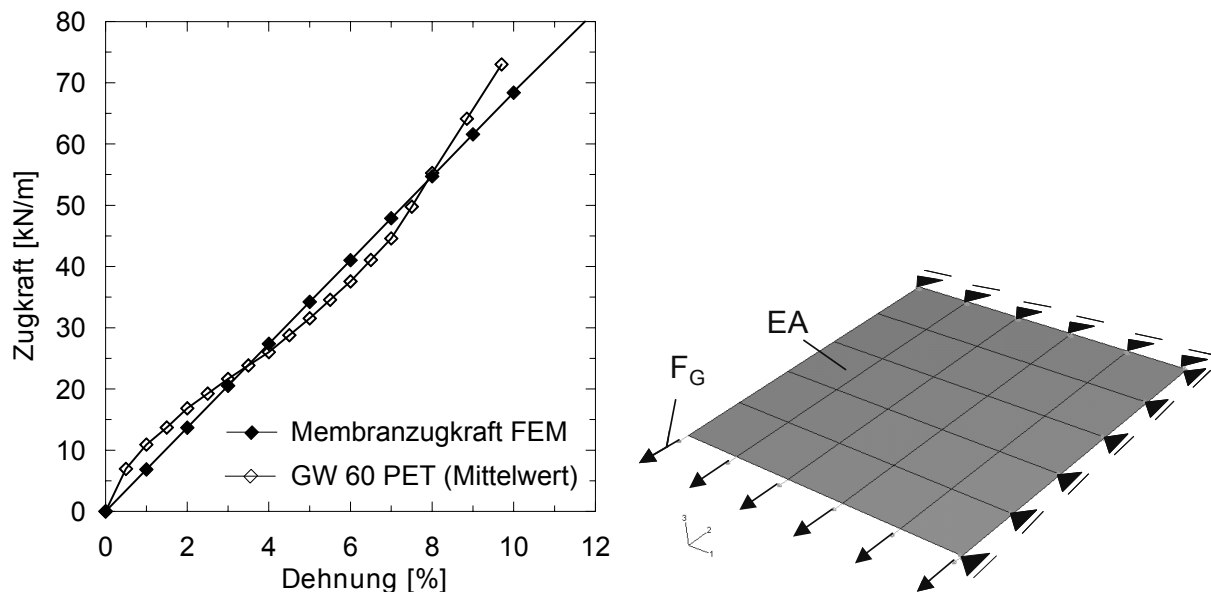 80
70
60
50
40
30
20
10
0
Zugkraft [kN/m]
Membranzugkraft FEM
GW 60 PET (Mittelwert)
0 2 4 6 8 10 12
Dehnung [%]
EA
F_G
3
2
1